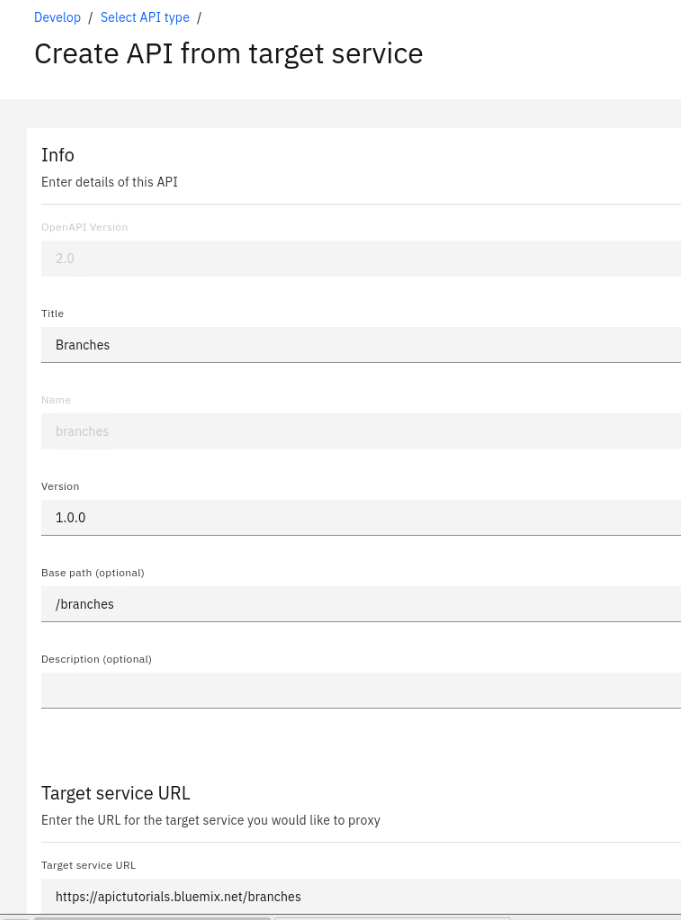 Develop / Select API type /
Create API from target service
Info
Enter details of this API
OpenAPI Version
2.0
Title
Branches
Name
branches
Version
1.0.0
Base path (optional)
/branches
Description (optional)
Target service URL
Enter the URL for the target service you would like to proxy
Target service URL
https://apictutorials.bluemix.net/branches